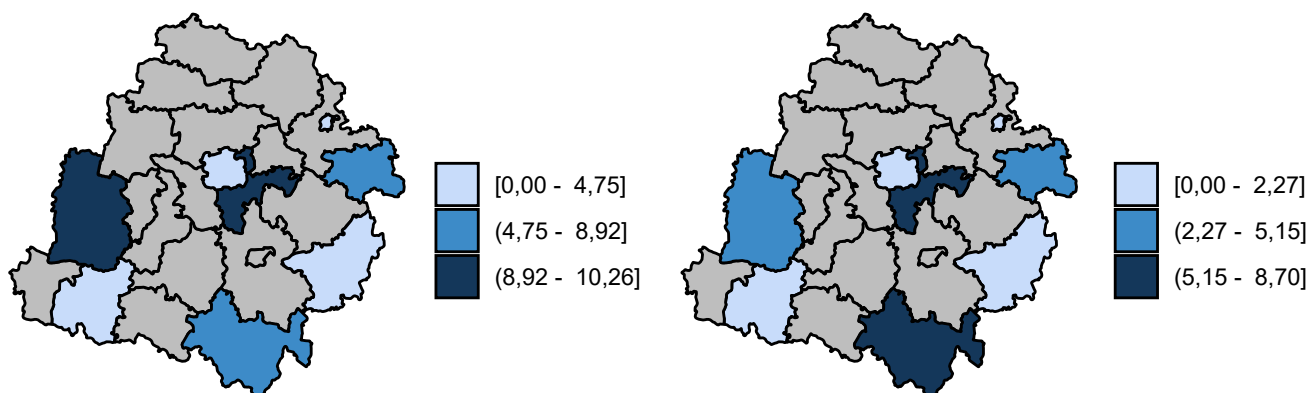 [0,00 - 4,75]
(4,75 - 8,92]
(8,92 - 10,26]
[0,00 - 2,27]
(2,27 - 5,15]
(5,15 - 8,70]